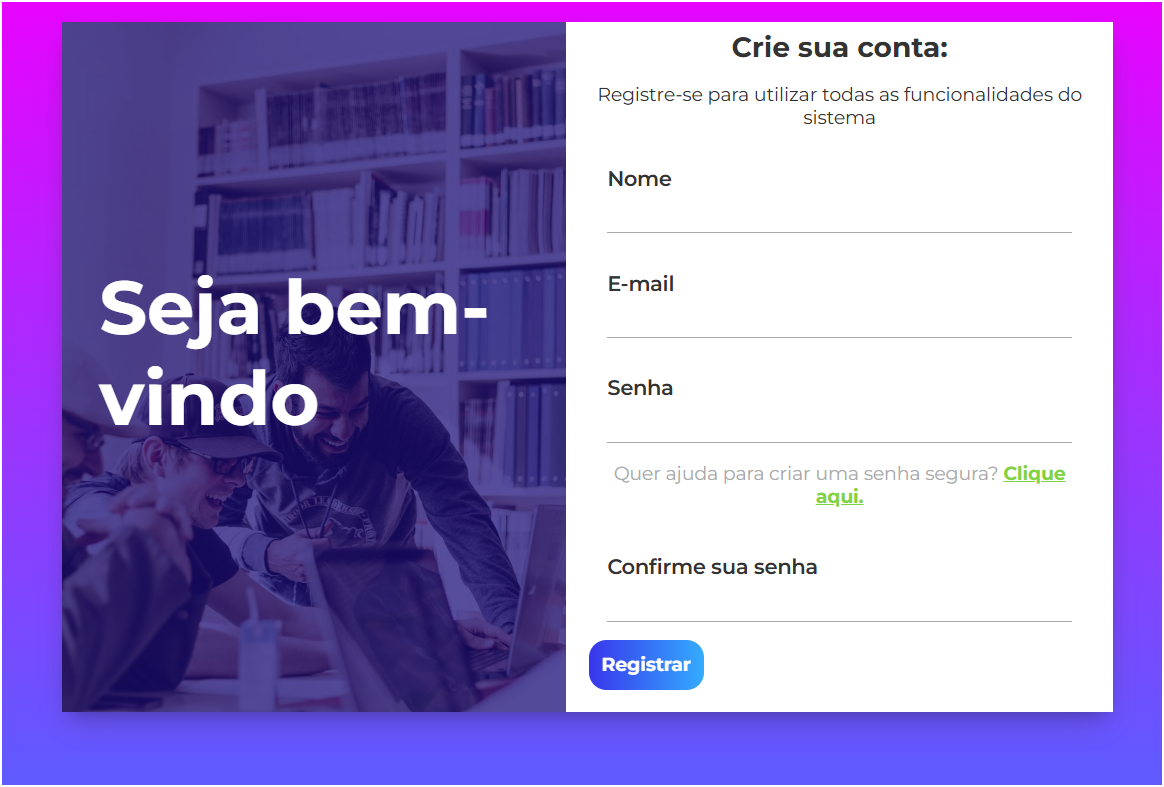 Seja bem-
vindo
Crie sua conta:
Registre-se para utilizar todas as funcionalidades do
sistema
Nome
E-mail
Senha
Quer ajuda para criar uma senha segura? Clique
aqui.
Confirme sua senha
Registrar